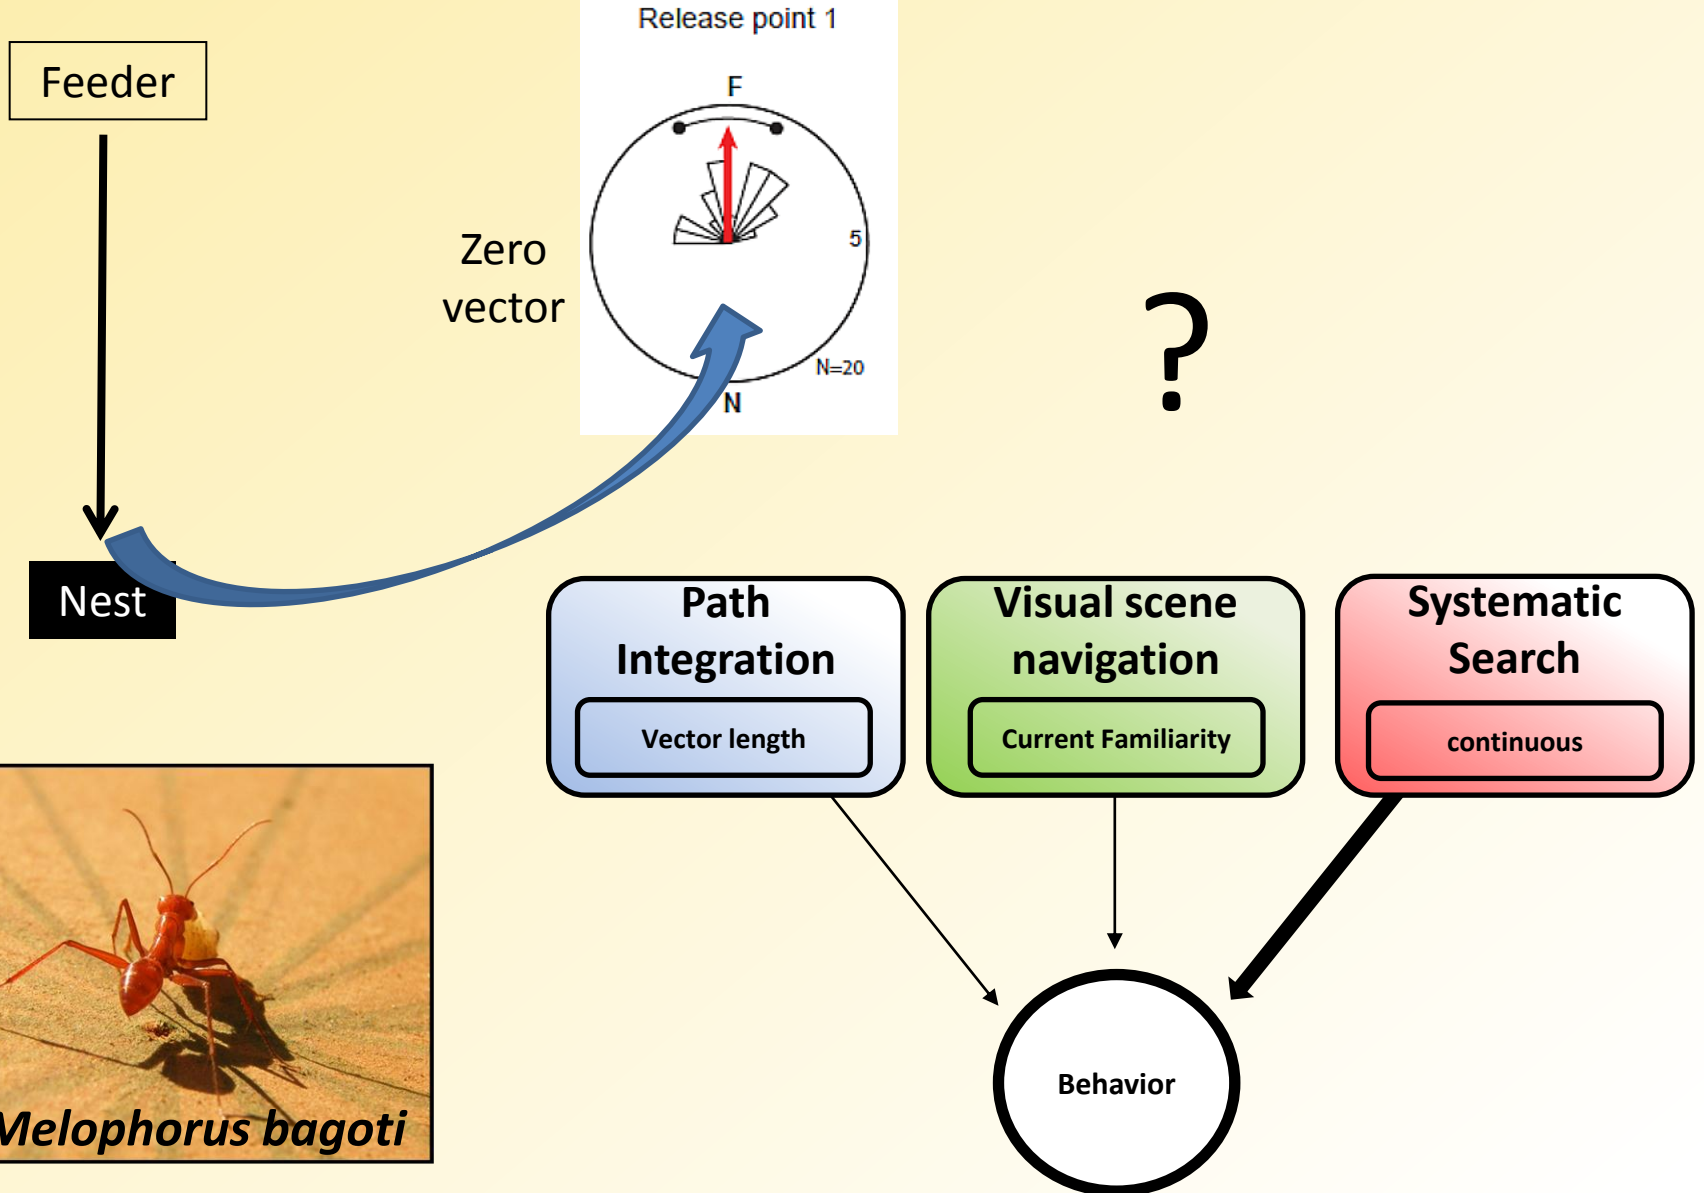 Release point 1
Feeder
F
Zero
vector
5
N=20
N
?
Nest
Path
Integration
Vector length
Visual scene
navigation
Current Familiarity
Systematic
Search
continuous
Behavior
Melophorus bagoti